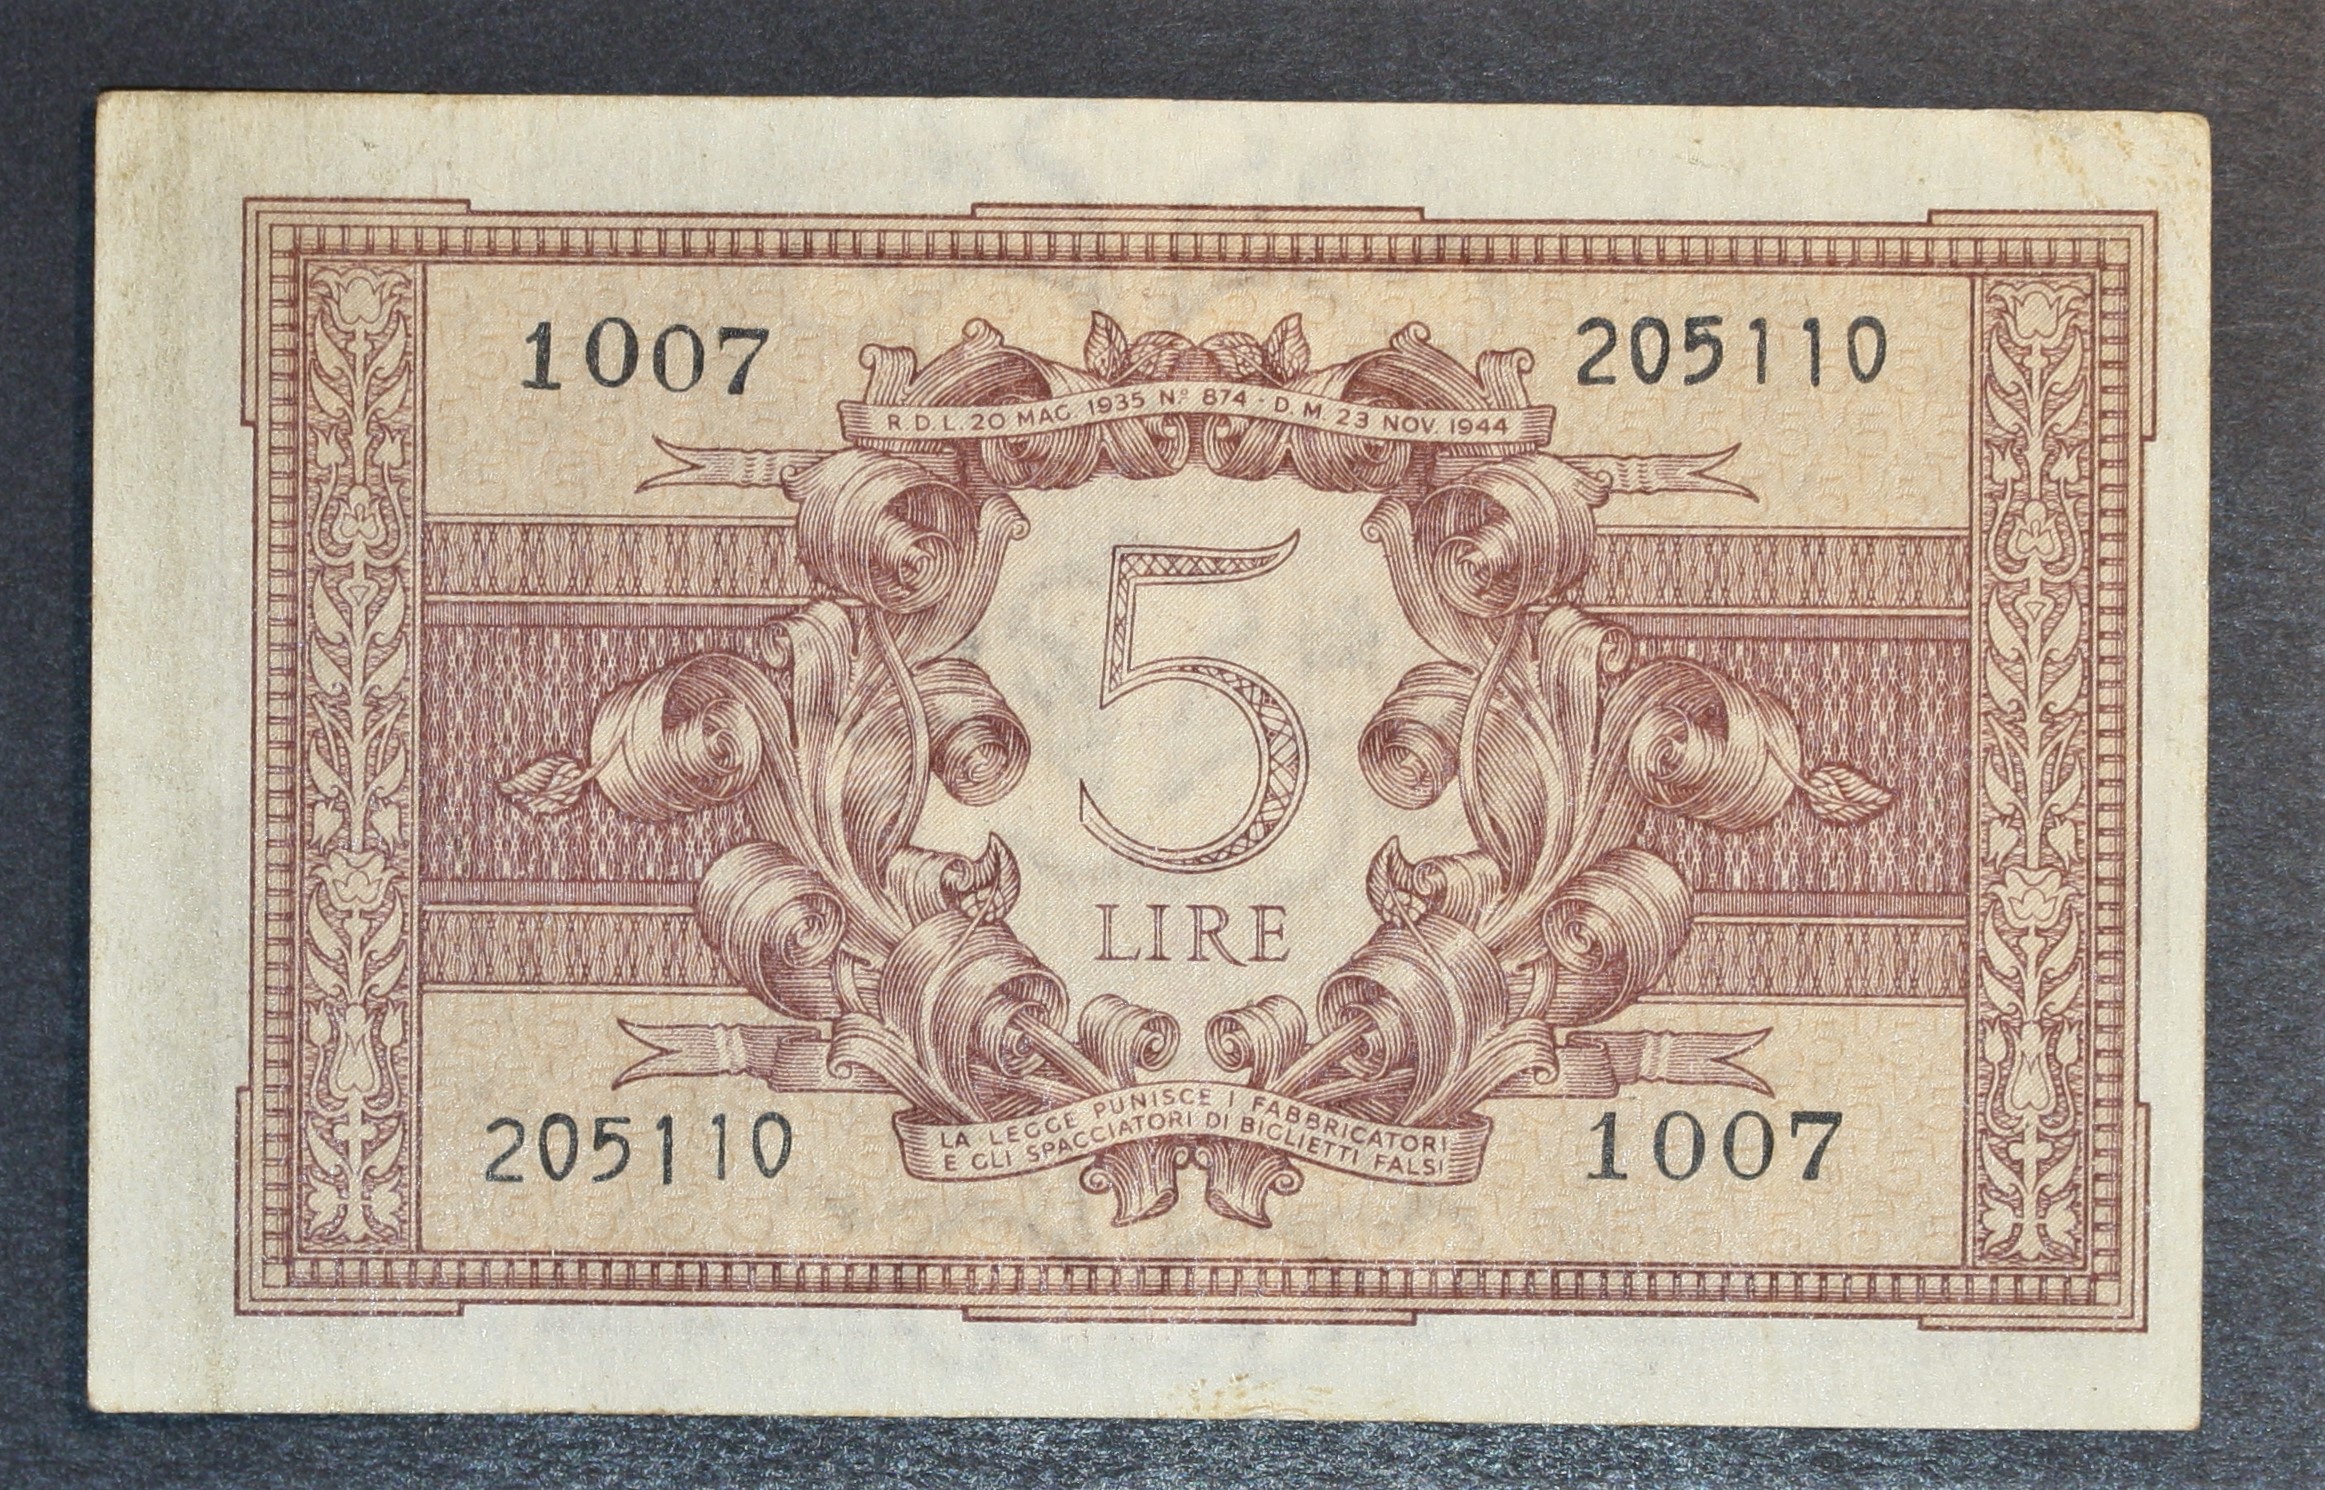 1007
205110
R.D.L. 20 MAG. 1935 Nº 874 - D.M 23 NOV. 1944
5
LIRE
205110
1007
LA LEGGE PUNISCE I FABBRICATORI
E GLI SPACCIATORI DI BIGLIETTI FALSI